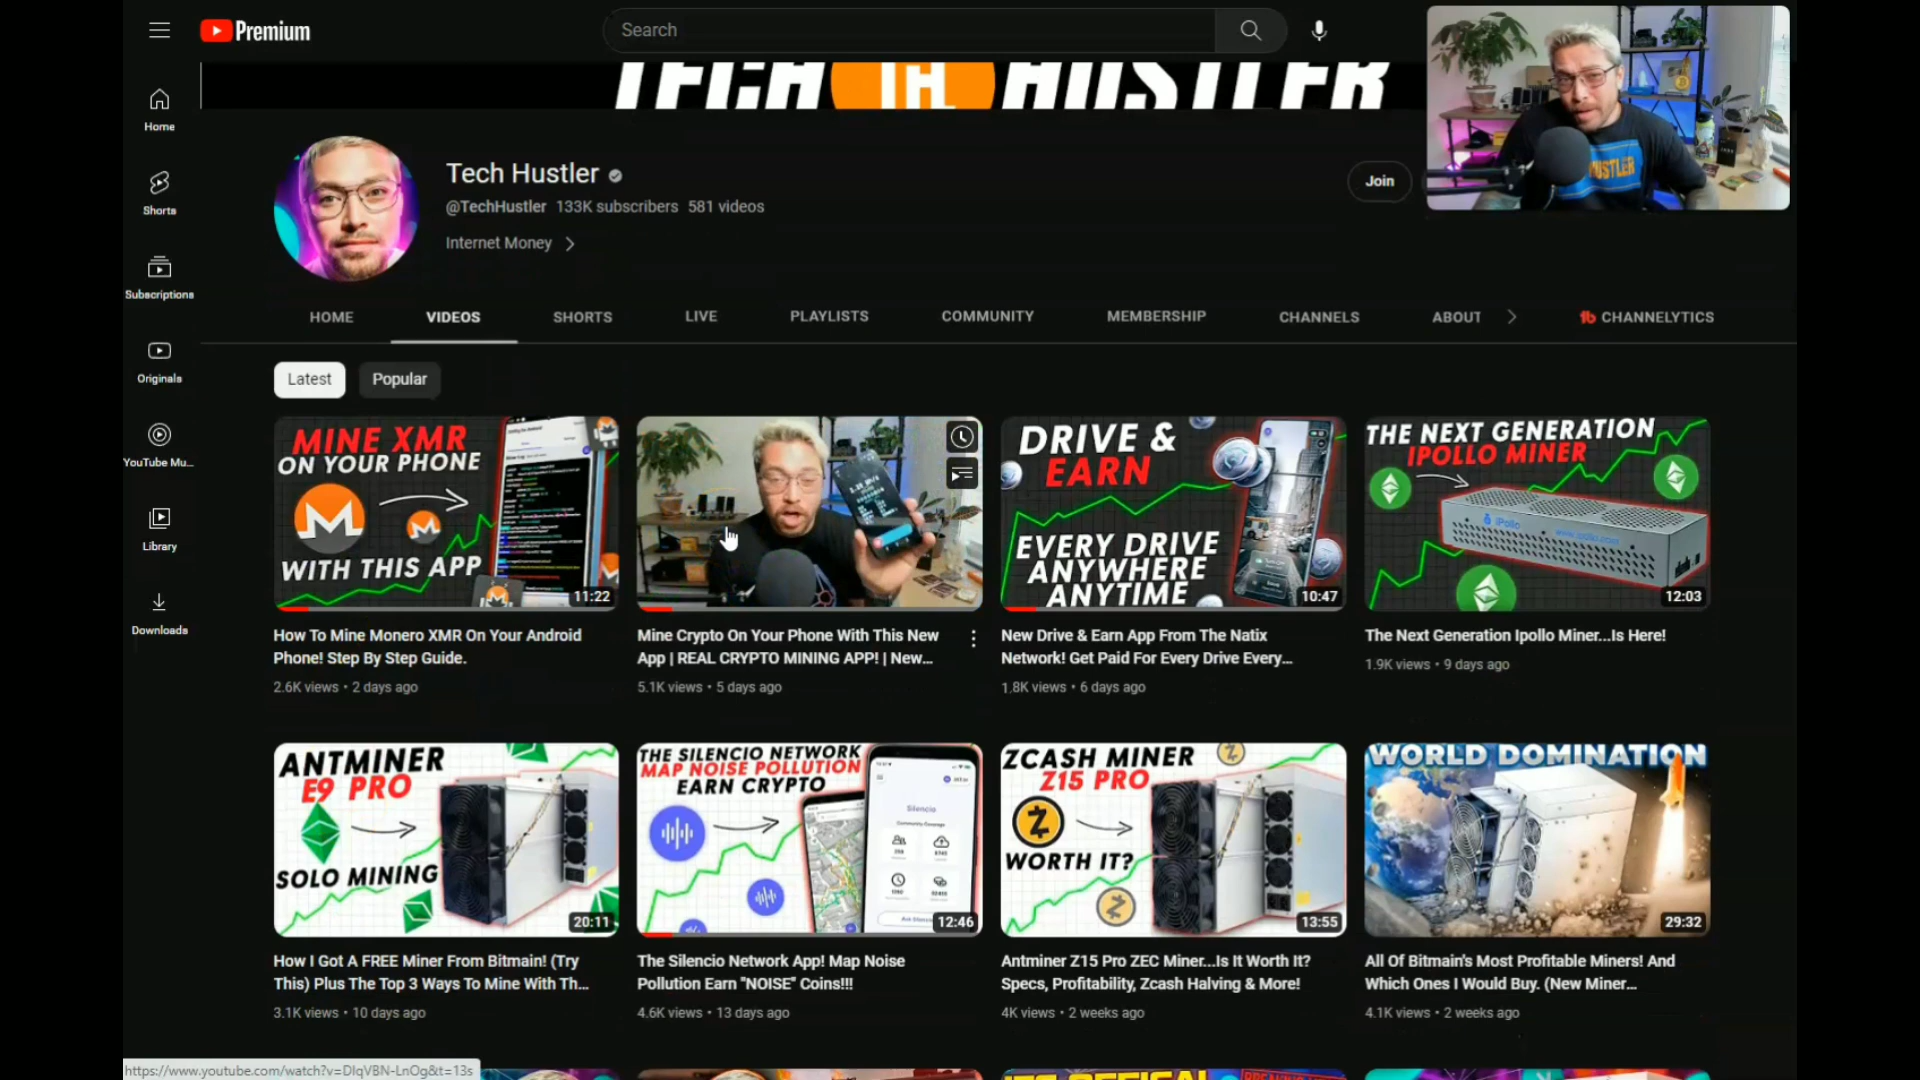 Premium
Search
TECH TH HUSTLER
HUSTLER
Home
Shorts
Subscriptions
Originals
YouTube Mu...
Library
Downloads
Tech Hustler
@TechHustler 133K subscribers 581 videos
Internet Money
Join
HOME VIDEOS SHORTS LIVE PLAYLISTS COMMUNITY MEMBERSHIP CHANNELS ABOUT CHANNELYTICS
Latest Popular
MINE XMR
ON YOUR PHONE
WITH THIS APP
11:22
How To Mine Monero XMR On Your Android
Phone! Step By Step Guide.
2.6K views • 2 days ago
Mine Crypto On Your Phone With This New
App | REAL CRYPTO MINING APP! | New...
5.1K views • 5 days ago
DRIVE &
EARN
EVERY DRIVE
ANYWHERE
ANYTIME
10:47
New Drive & Earn App From The Natix
Network! Get Paid For Every Drive Every...
1.8K views • 6 days ago
THE NEXT GENERATION
IPOLLO MINER
iPollo
12:03
The Next Generation Ipollo Miner...Is Here!
1.9K views • 9 days ago
ANTMINER
E9 PRO
SOLO MINING
20:11
How I Got A FREE Miner From Bitmain! (Try
This) Plus The Top 3 Ways To Mine With Th...
3.1K views • 10 days ago
THE SILENCIO NETWORK
MAP NOISE POLLUTION
EARN CRYPTO
Silencio
12:46
The Silencio Network App! Map Noise
Pollution Earn "NOISE" Coins!!!
4.6K views • 13 days ago
ZCASH MINER
Z15 PRO
WORTH IT?
13:55
Antminer Z15 Pro ZEC Miner...Is It Worth It?
Specs, Profitability, Zcash Halving & More!
4K views • 2 weeks ago
WORLD DOMINATION
29:32
All Of Bitmain's Most Profitable Miners! And
Which Ones I Would Buy. (New Miner...
4.1K views • 2 weeks ago
https://www.youtube.com/watch?v=DIqVBN-LnOg&t=13s